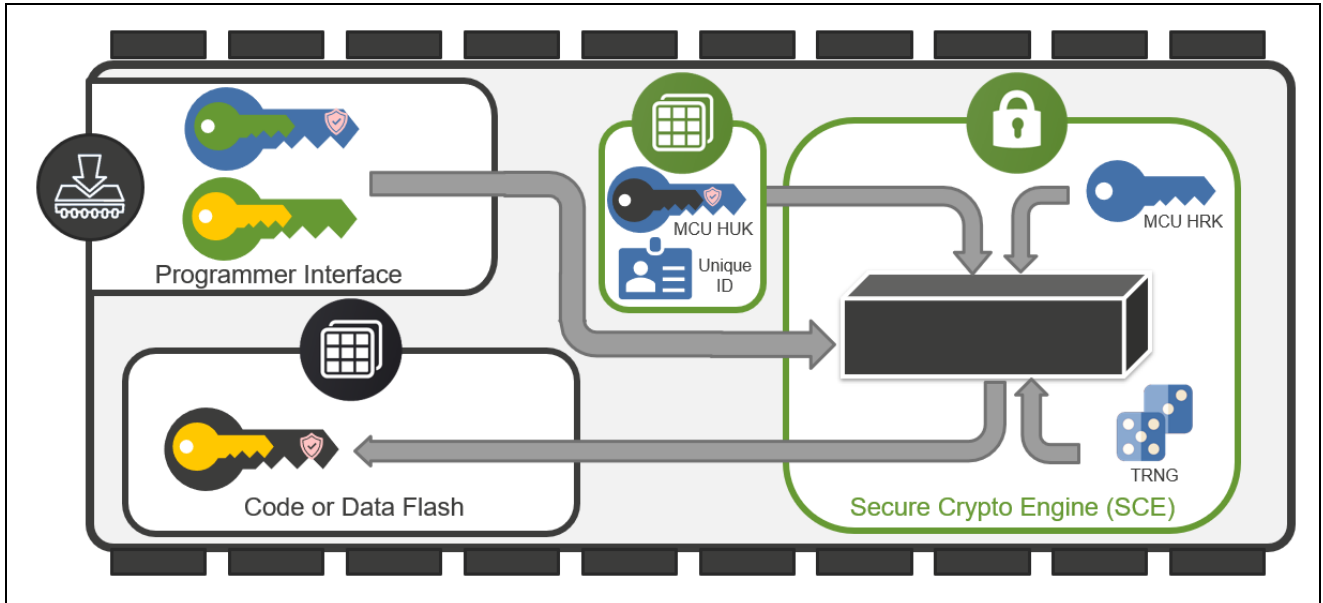 Programmer Interface
MCU HUK
Unique
ID
MCU HRK
TRNG
Code or Data Flash
Secure Crypto Engine (SCE)